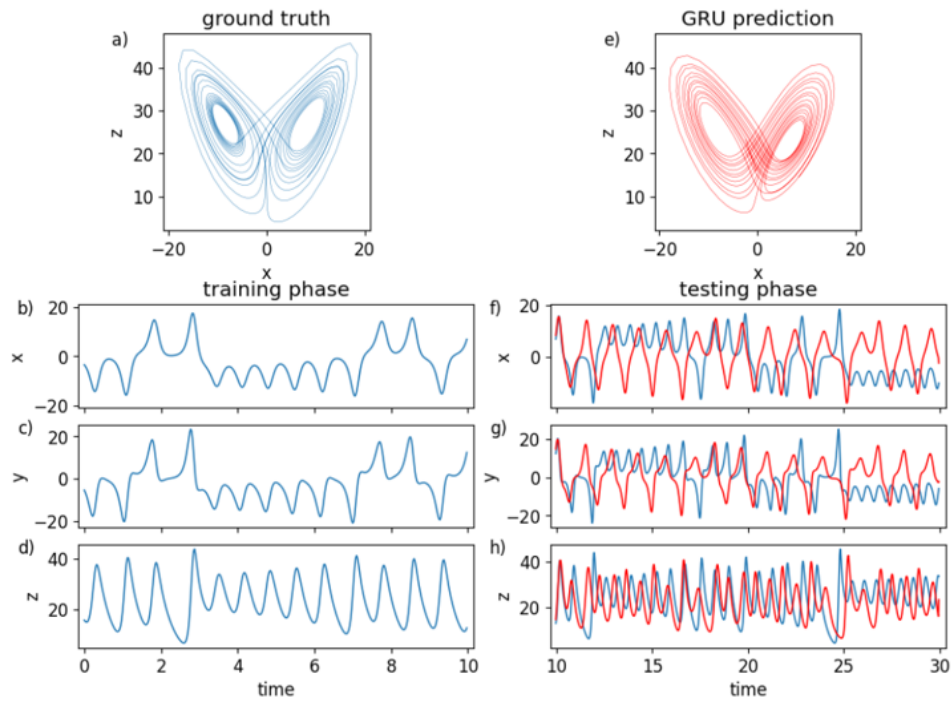 ground truth
a)
z
40
30
20
10
−20
0
20
x
GRU prediction
e)
z
40
30
20
10
−20
0
20
x
training phase
b)
x
20
0
−20
c)
y
20
0
−20
d)
z
40
20
0
2
4
6
8
10
time
testing phase
f)
x
20
0
g)
y
20
0
−20
h)
z
40
20
10
15
20
25
30
time